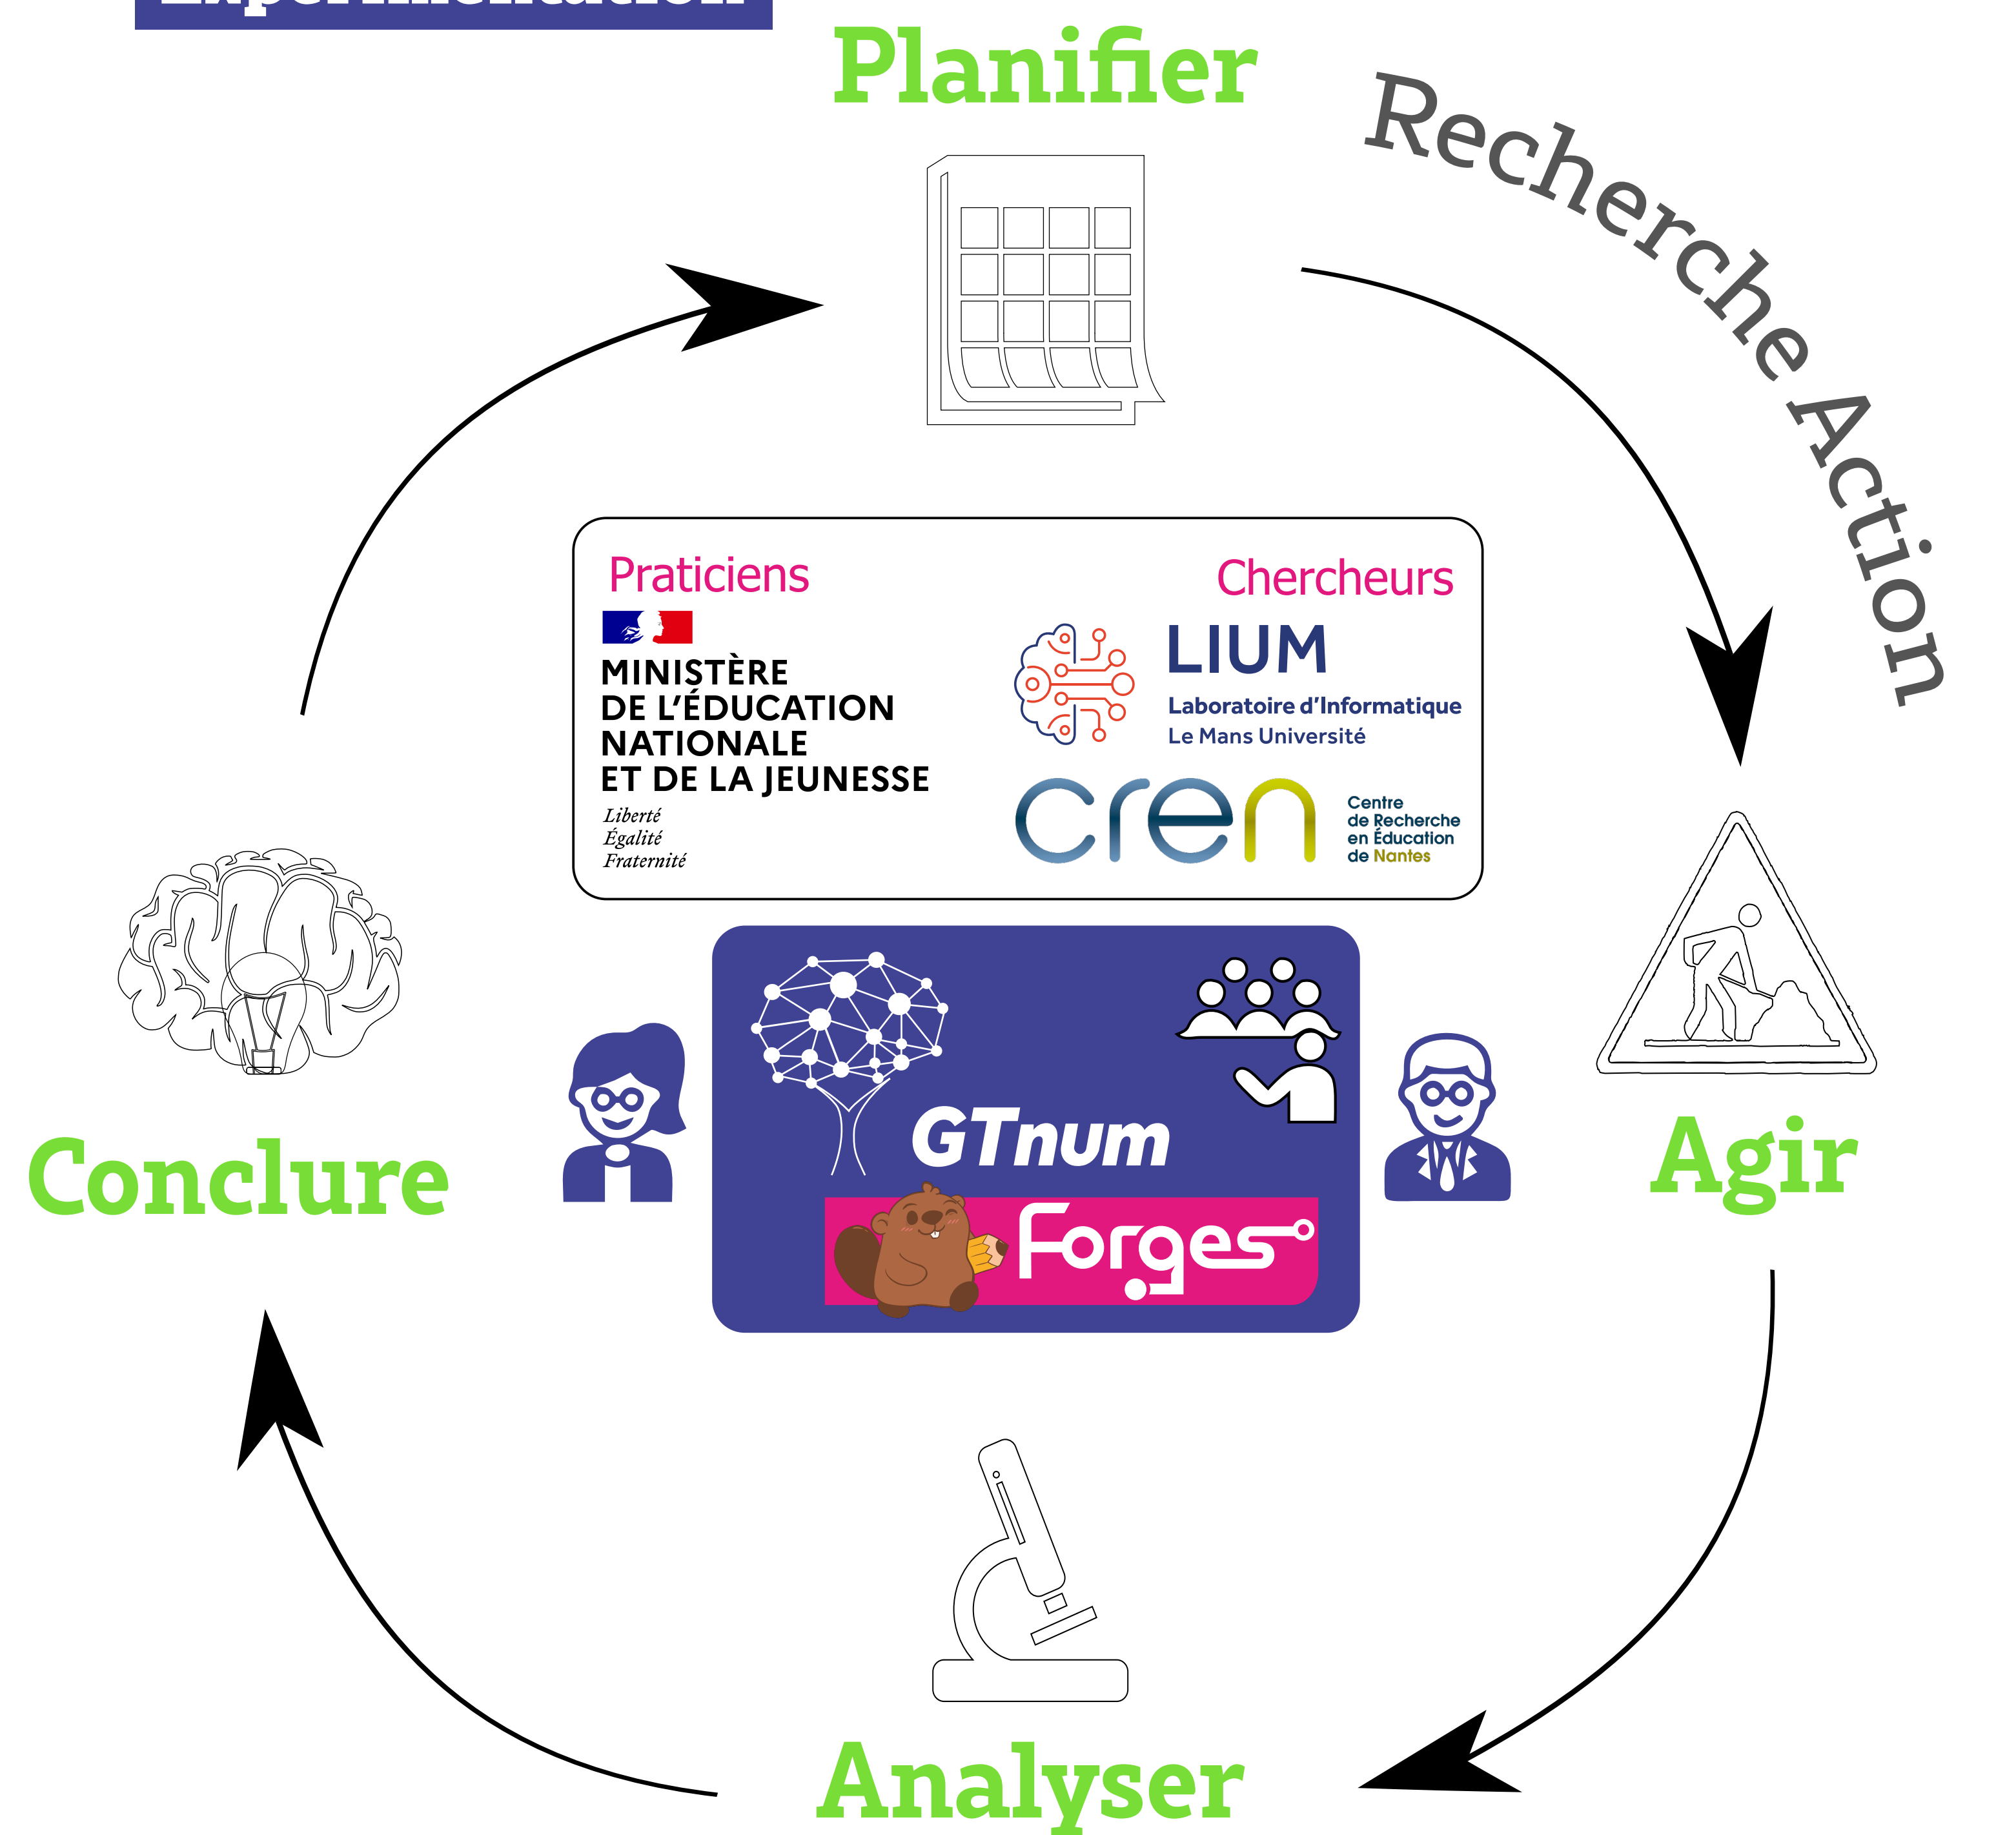 Planifier
Recherche Action
Praticiens
Chercheurs
MINISTÈRE
DE L'ÉDUCATION
NATIONALE
ET DE LA JEUNESSE
Liberté
Égalité
Fraternité
LIUM
Laboratoire d'Informatique
Le Mans Université
cren
Centre
de Recherche
en Éducation
de Nantes
GTnum
Forges
Conclure
Agir
Analyser